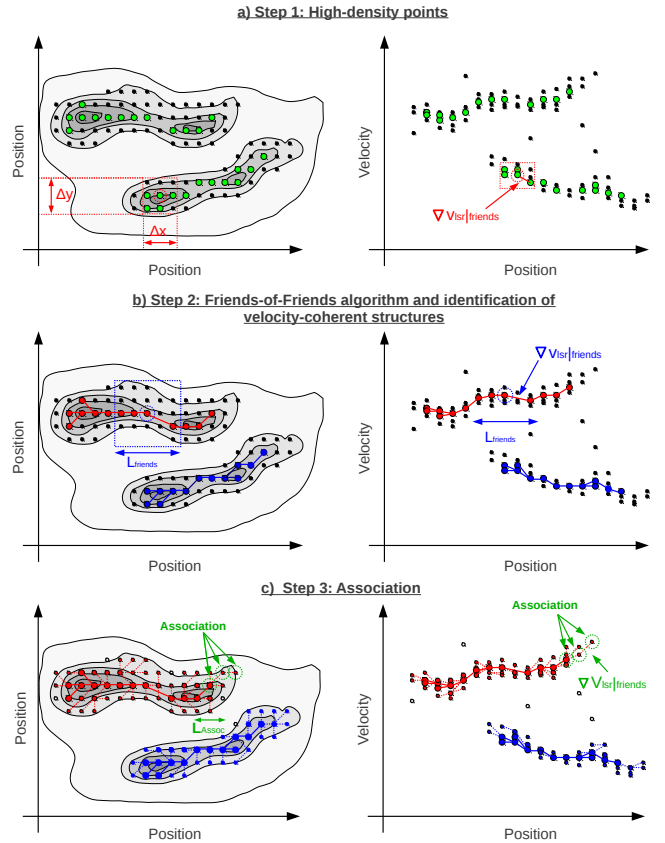 a) Step 1: High-density points
Position
Δy
Δx
Position
Velocity
∇ Vlsr|friends
Position
b) Step 2: Friends-of-Friends algorithm and identification of
velocity-coherent structures
Position
Lfriends
Position
Velocity
∇ Vlsr|friends
Lfriends
Position
c) Step 3: Association
Position
Association
LAssoc
Position
Velocity
Association
∇ Vlsr|friends
Position